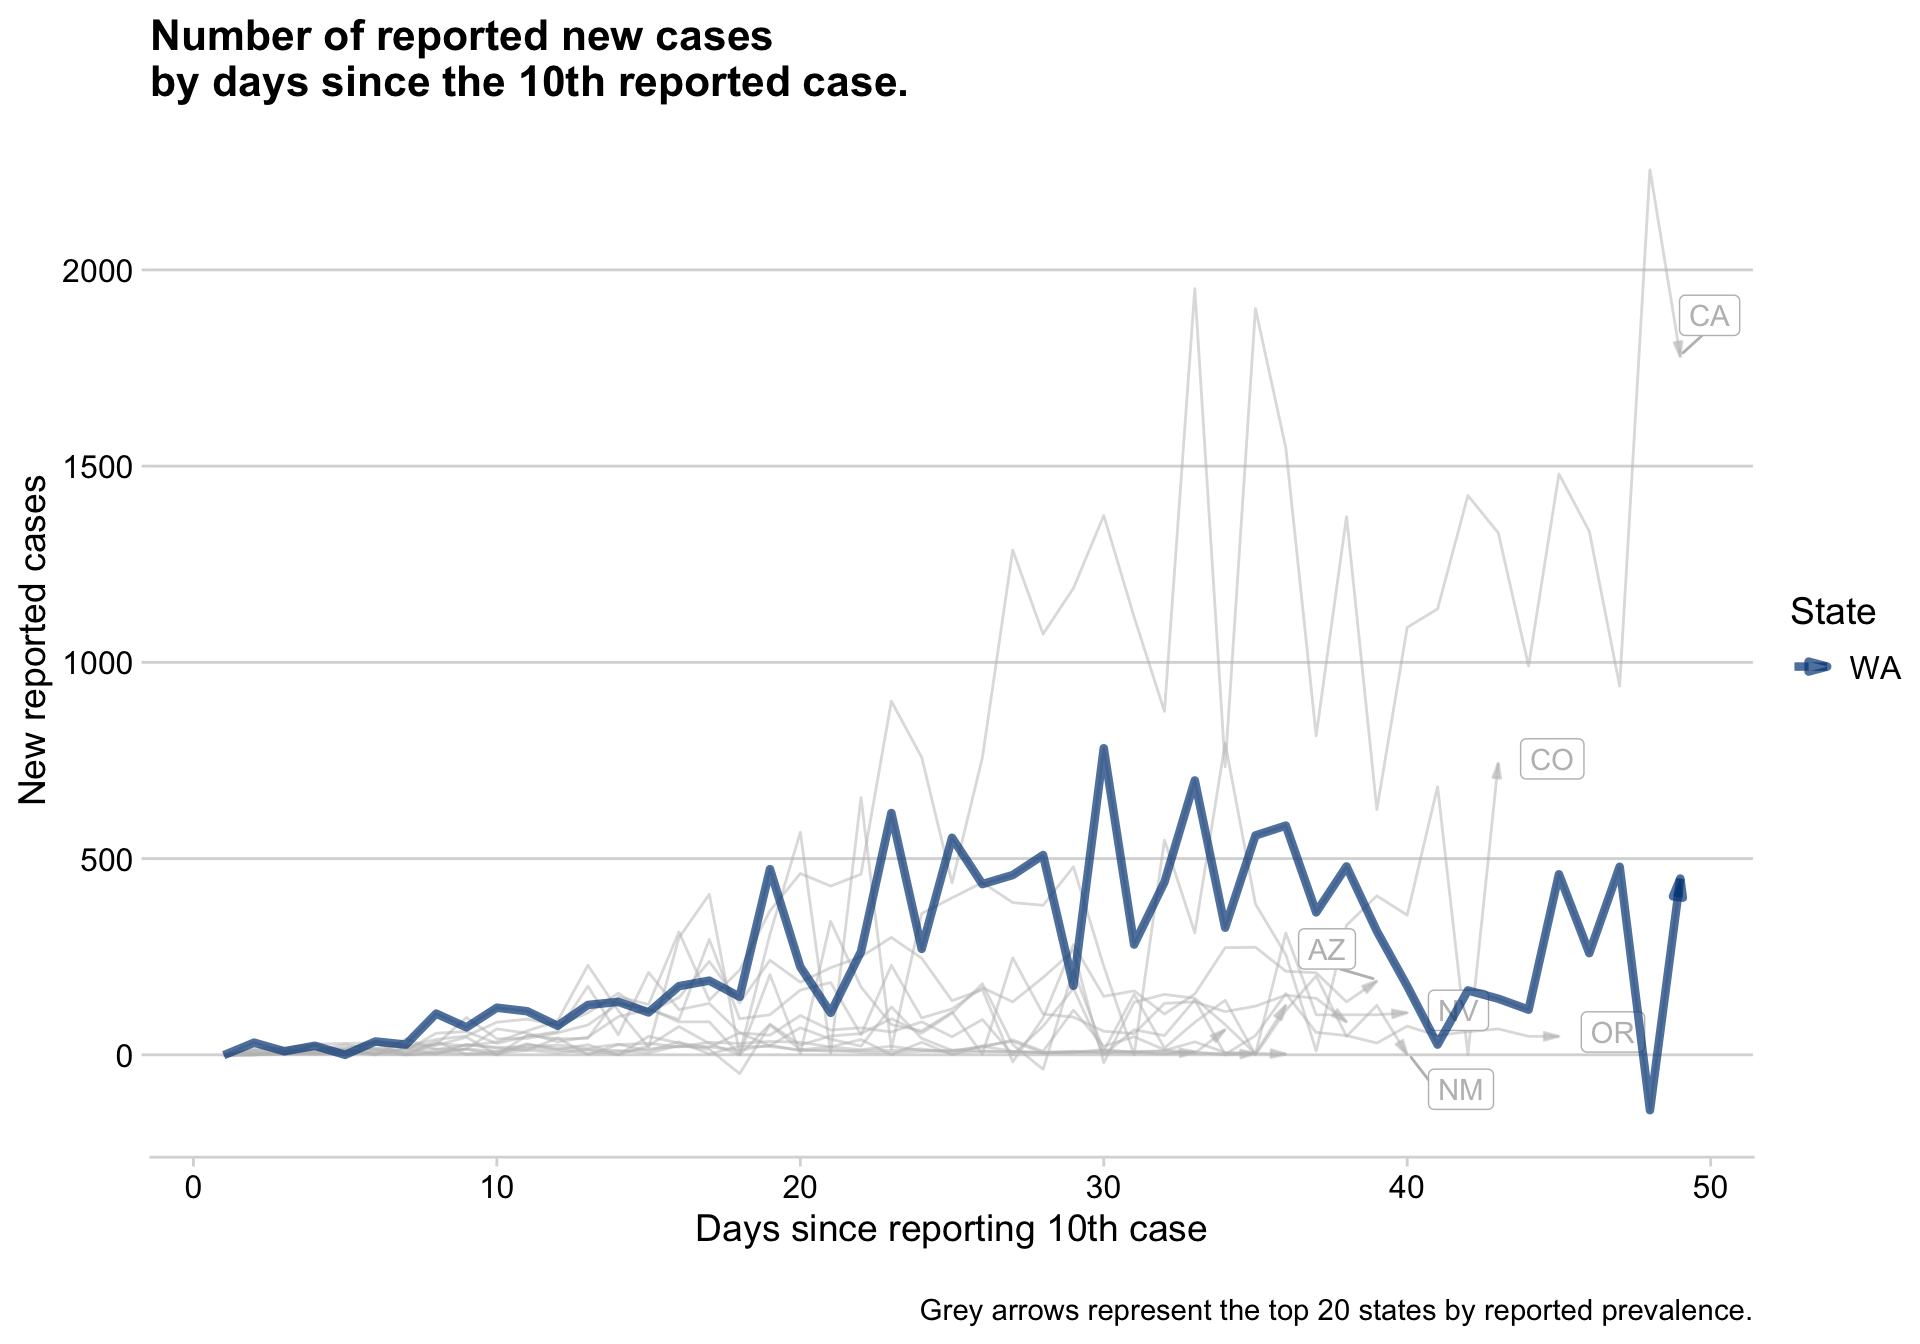 Number of reported new cases
by days since the 10th reported case.
2000
1500
1000
500
0
New reported cases
CA
CO
AZ
NV
OR
NM
State
WA
0 10 20 30 40 50
Days since reporting 10th case
Grey arrows represent the top 20 states by reported prevalence.